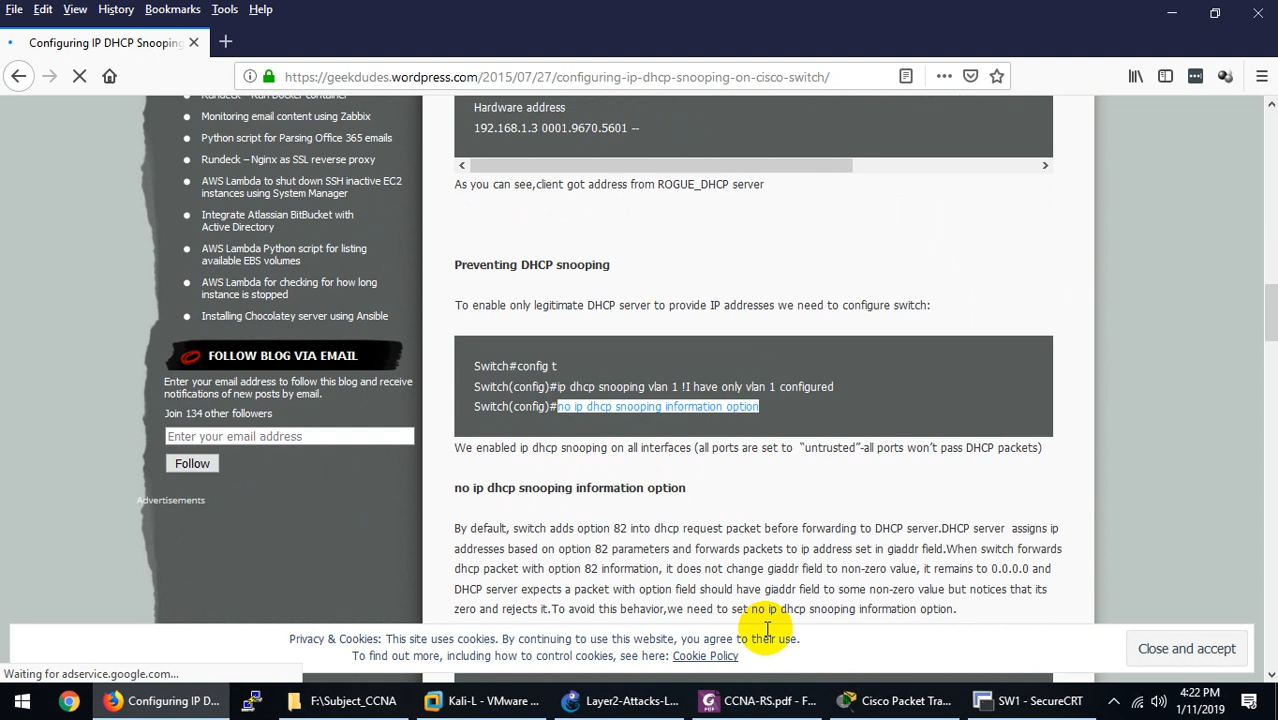 File Edit View History Bookmarks Tools Help
Configuring IP DHCP Snooping
https://geekdudes.wordpress.com/2015/07/27/configuring-ip-dhcp-snooping-on-cisco-switch/
Rundeck – Run Docker container
Monitoring email content using Zabbix
Python script for Parsing Office 365 emails
Rundeck – Nginx as SSL reverse proxy
AWS Lambda to shut down SSH inactive EC2
instances using System Manager
Integrate Atlassian BitBucket with
Active Directory
AWS Lambda Python script for listing
available EBS volumes
AWS Lambda for checking for how long
instance is stopped
Installing Chocolatey server using Ansible
FOLLOW BLOG VIA EMAIL
Enter your email address to follow this blog and receive
notifications of new posts by email.
Join 134 other followers
Enter your email address
Follow
Advertisements
Hardware address
192.168.1.3 0001.9670.5601 --
As you can see,client got address from ROGUE_DHCP server
Preventing DHCP snooping
To enable only legitimate DHCP server to provide IP addresses we need to configure switch:
Switch#config t
Switch(config)#ip dhcp snooping vlan 1 !I have only vlan 1 configured
Switch(config)#no ip dhcp snooping information option
We enabled ip dhcp snooping on all interfaces (all ports are set to “untrusted”-all ports won’t pass DHCP packets)
no ip dhcp snooping information option
By default, switch adds option 82 into dhcp request packet before forwarding to DHCP server.DHCP server assigns ip
addresses based on option 82 parameters and forwards packets to ip address set in giaddr field.When switch forwards
dhcp packet with option 82 information, it does not change giaddr field to non-zero value, it remains to 0.0.0.0 and
DHCP server expects a packet with option field should have giaddr field to some non-zero value but notices that its
zero and rejects it.To avoid this behavior,we need to set no ip dhcp snooping information option.
Privacy & Cookies: This site uses cookies. By continuing to use this website, you agree to their use.
To find out more, including how to control cookies, see here: Cookie Policy
Close and accept
Waiting for adservice.google.com...
Configuring IP D...
F:\Subject_CCNA
Kali-L - VMware ...
Layer2-Attacks-L...
CCNA-RS.pdf - F...
Cisco Packet Tra...
SW1 - SecureCRT
4:22 PM
1/11/2019